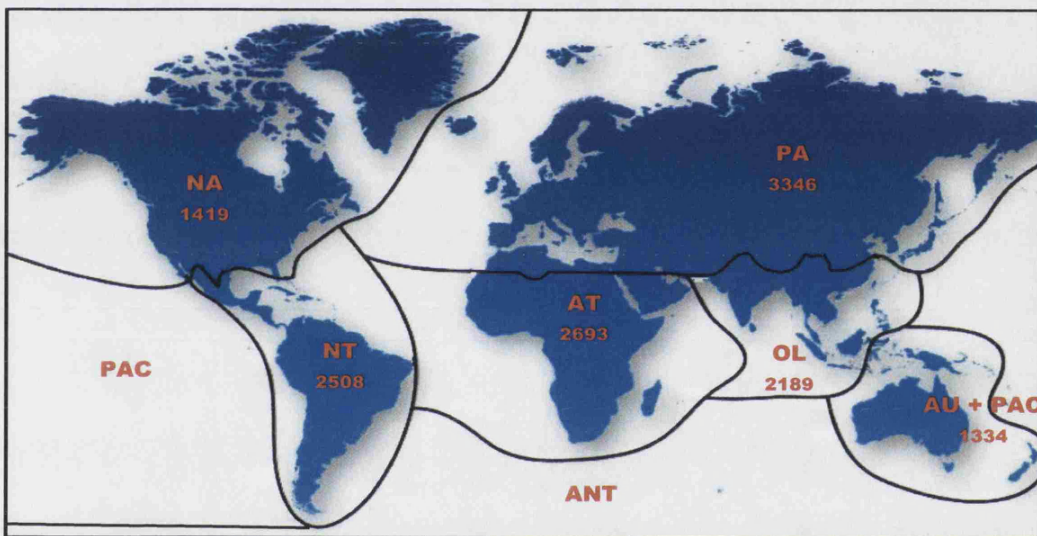 NA
1419
PA
3346
AT
2693
NT
2508
PAC
OL
2189
AU + PAC
1334
ANT